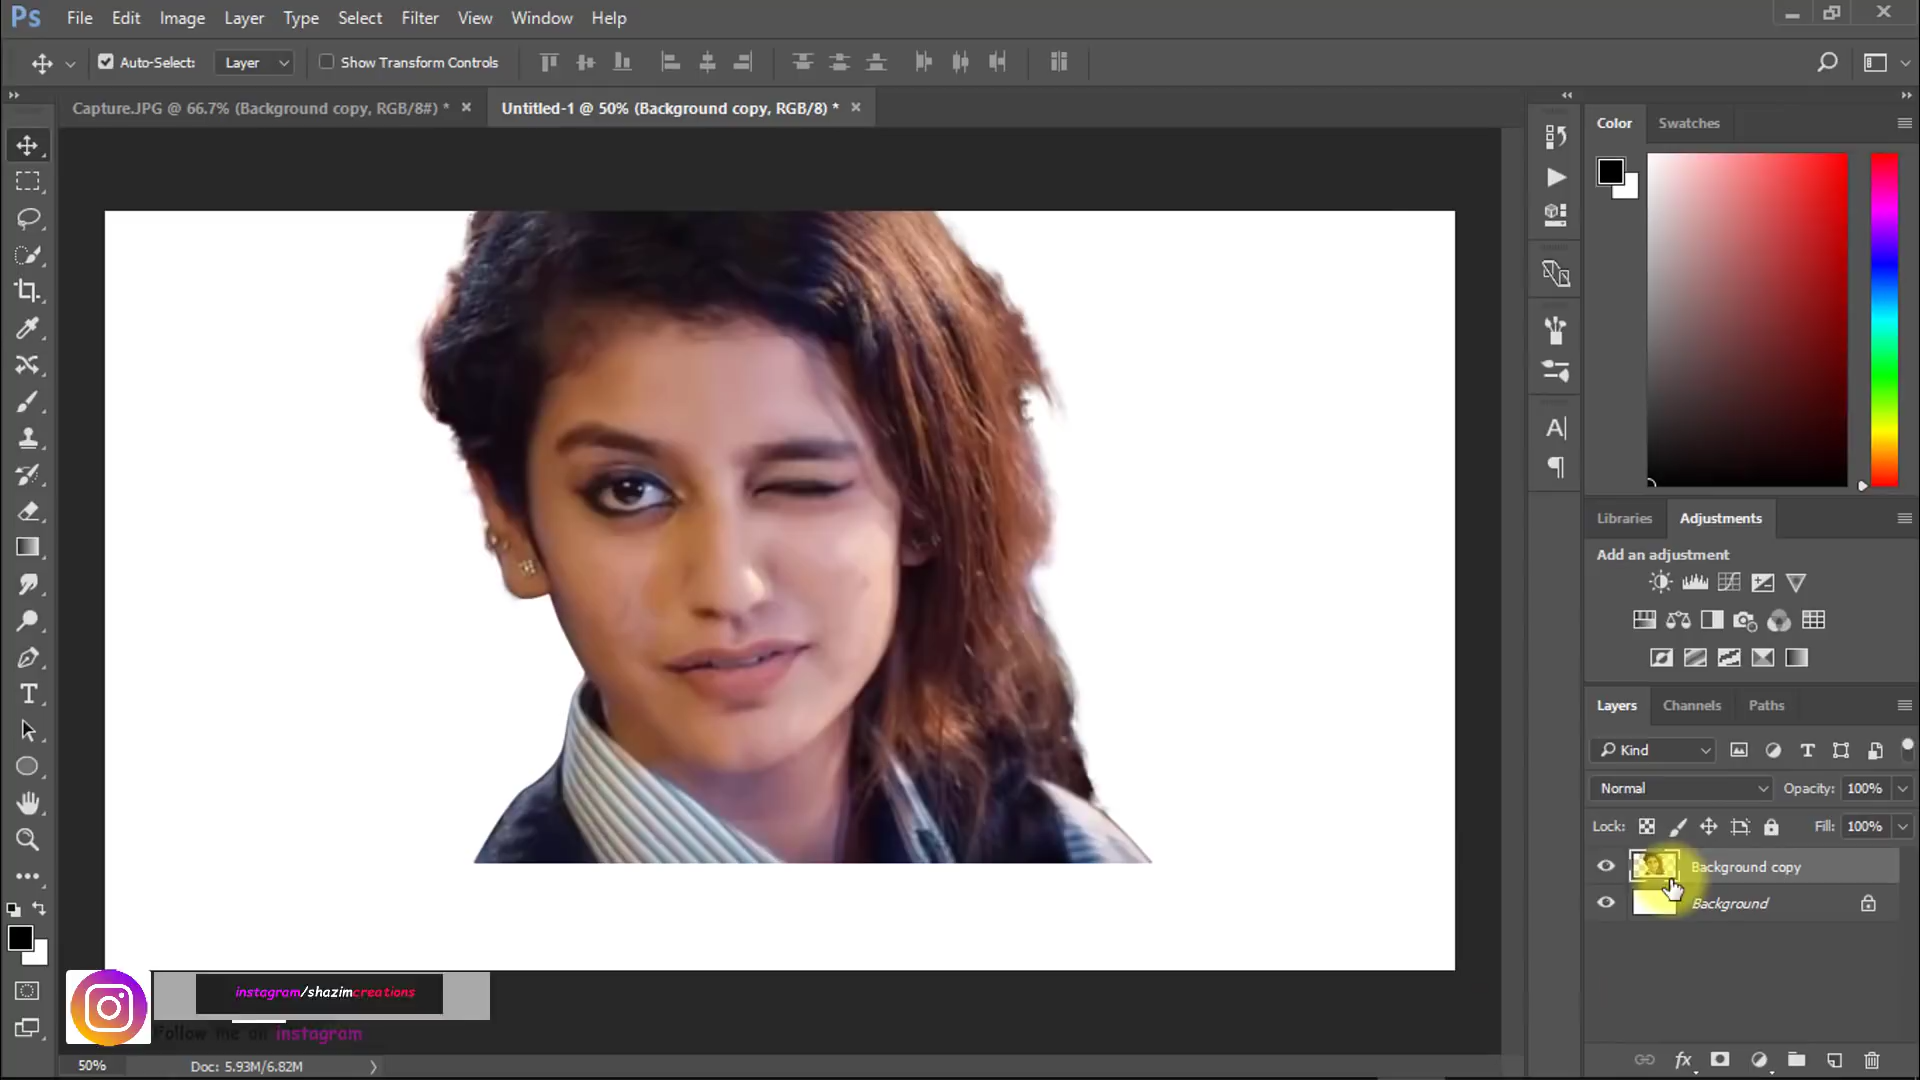 Ps File Edit Image Layer Type Select Filter View Window Help
Auto-Select: Layer Show Transform Controls
Capture.JPG @ 66.7% (Background copy, RGB/8#) * × Untitled-1 @ 50% (Background copy, RGB/8) * ×
Color Swatches
Libraries Adjustments
Add an adjustment
Layers Channels Paths
Kind
Normal Opacity: 100%
Lock: Fill: 100%
Background copy
Background
instagram/shazimcreations
Follow me on instagram
50% Doc: 5.93M/6.82M